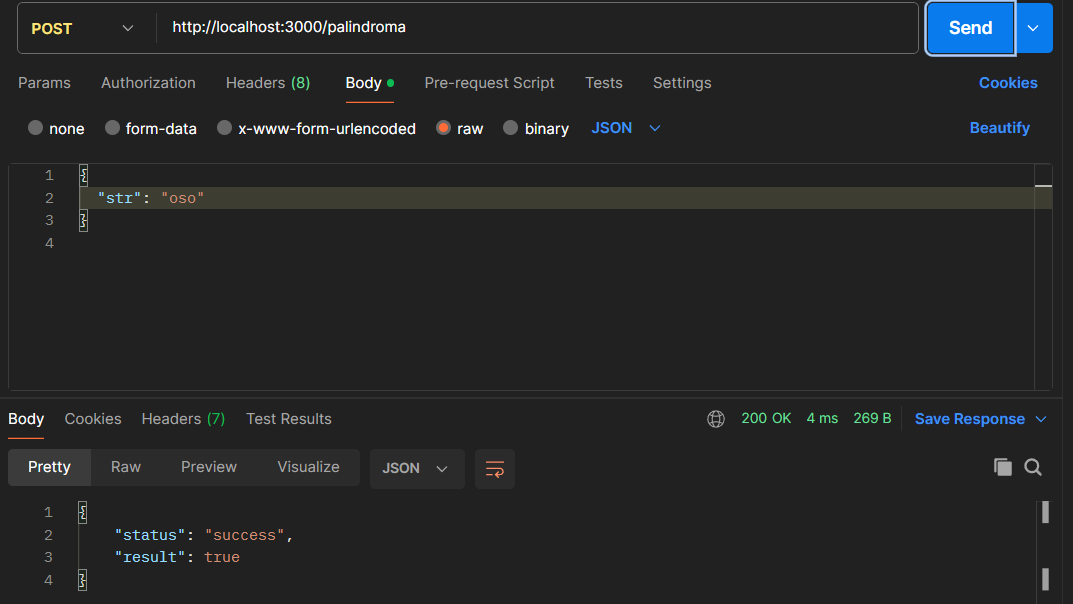 POST http://localhost:3000/palindroma Send
Params Authorization Headers (8) Body Pre-request Script Tests Settings Cookies
none form-data x-www-form-urlencoded raw binary JSON Beautify
1 {
2 "str": "oso"
3 }
4
Body Cookies Headers (7) Test Results 200 OK 4 ms 269 B Save Response
Pretty Raw Preview Visualize JSON
1 {
2 "status": "success",
3 "result": true
4 }